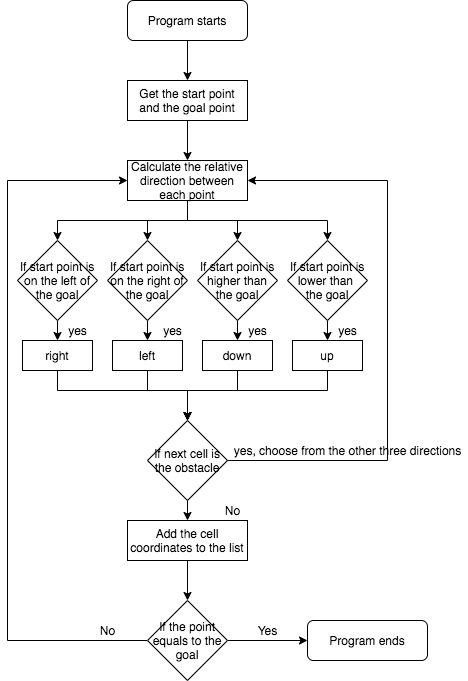 Program starts
Get the start point
and the goal point
Calculate the relative
direction between
each point
If start point is
on the left of
the goal
If start point is
on the right of
the goal
If start point is
higher than
the goal
If start point is
lower than
the goal
yes
yes
yes
yes
right
left
down
up
If next cell is
the obstacle
yes, choose from the other three directions
No
Add the cell
coordinates to the list
If the point
equals to the
goal
No
Yes
Program ends